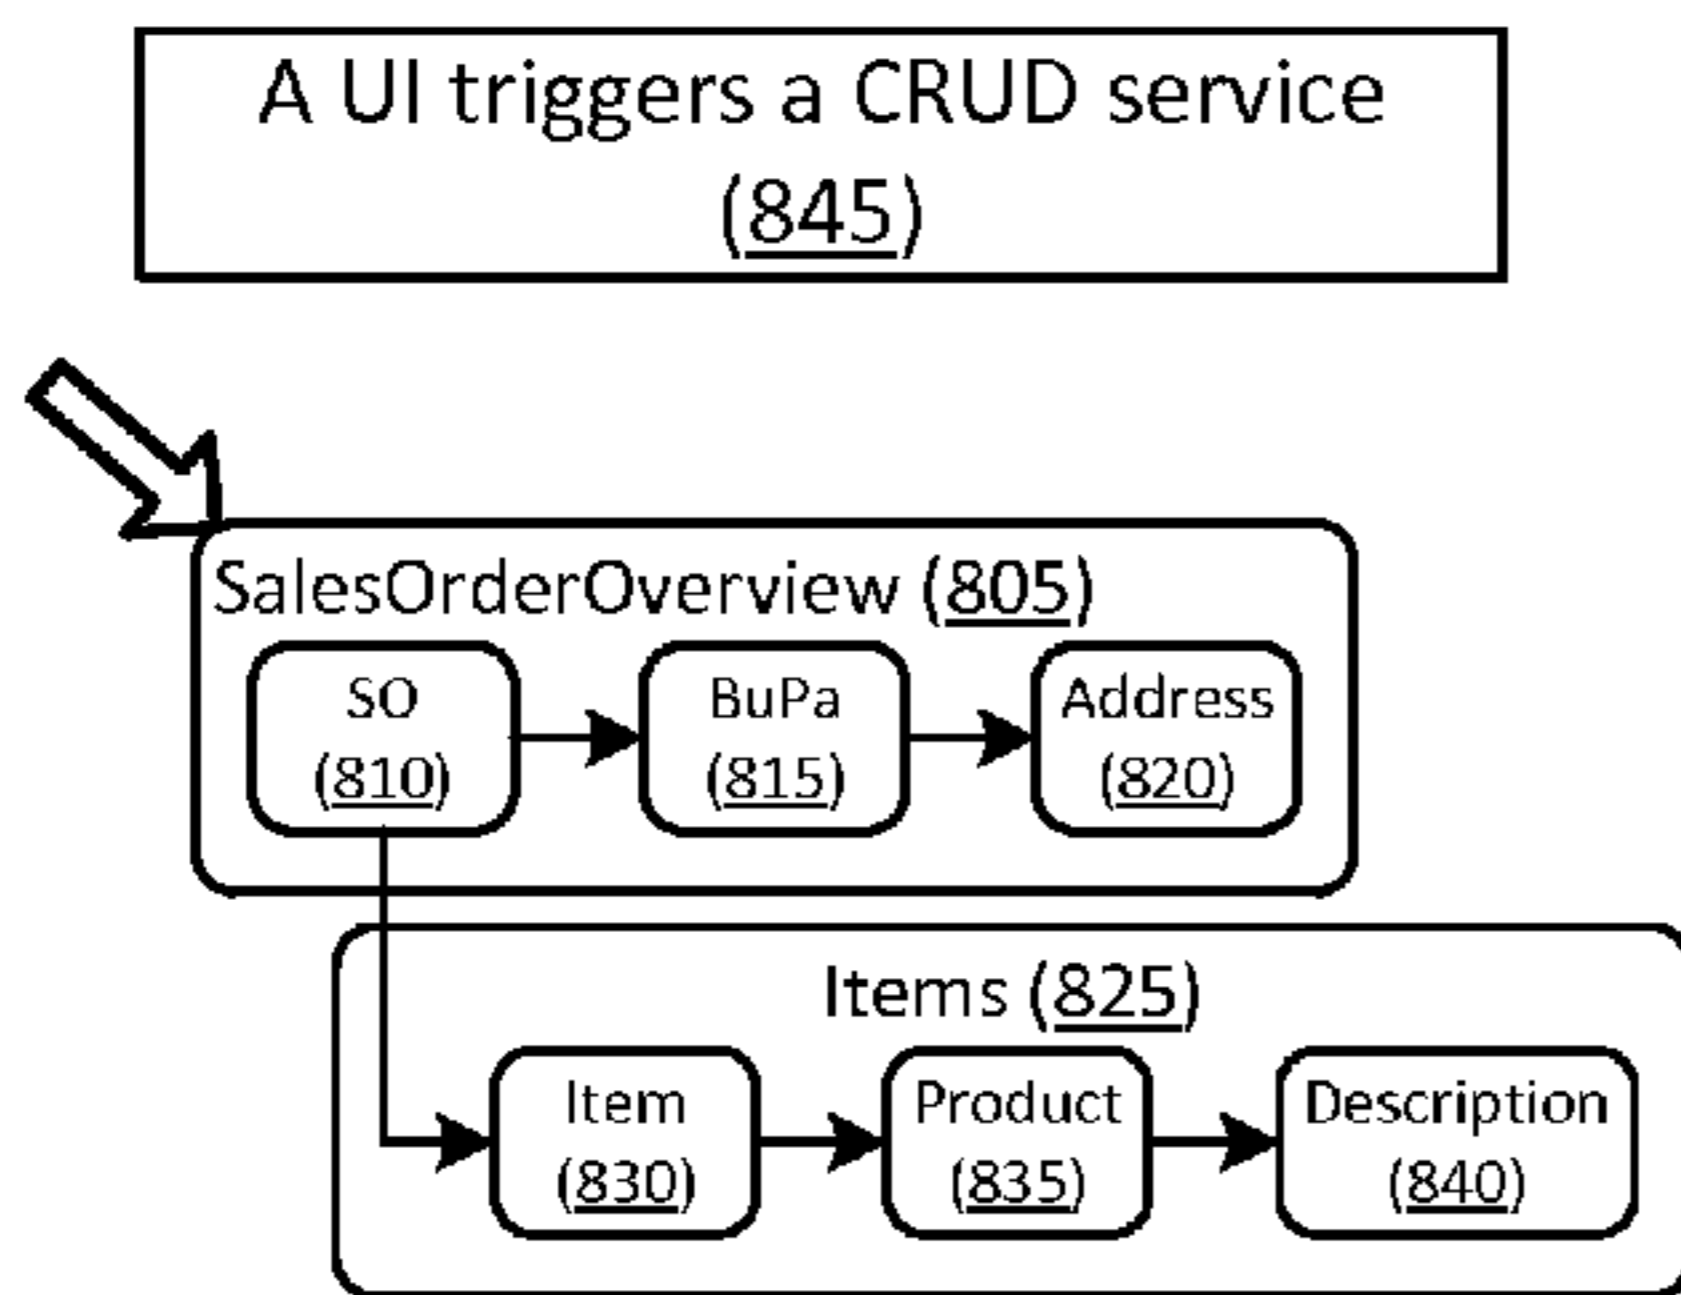 A UI triggers a CRUD service
(845)
SalesOrderOverview (805)
SO
(810)
BuPa
(815)
Address
(820)
Items (825)
Item
(830)
Product
(835)
Description
(840)